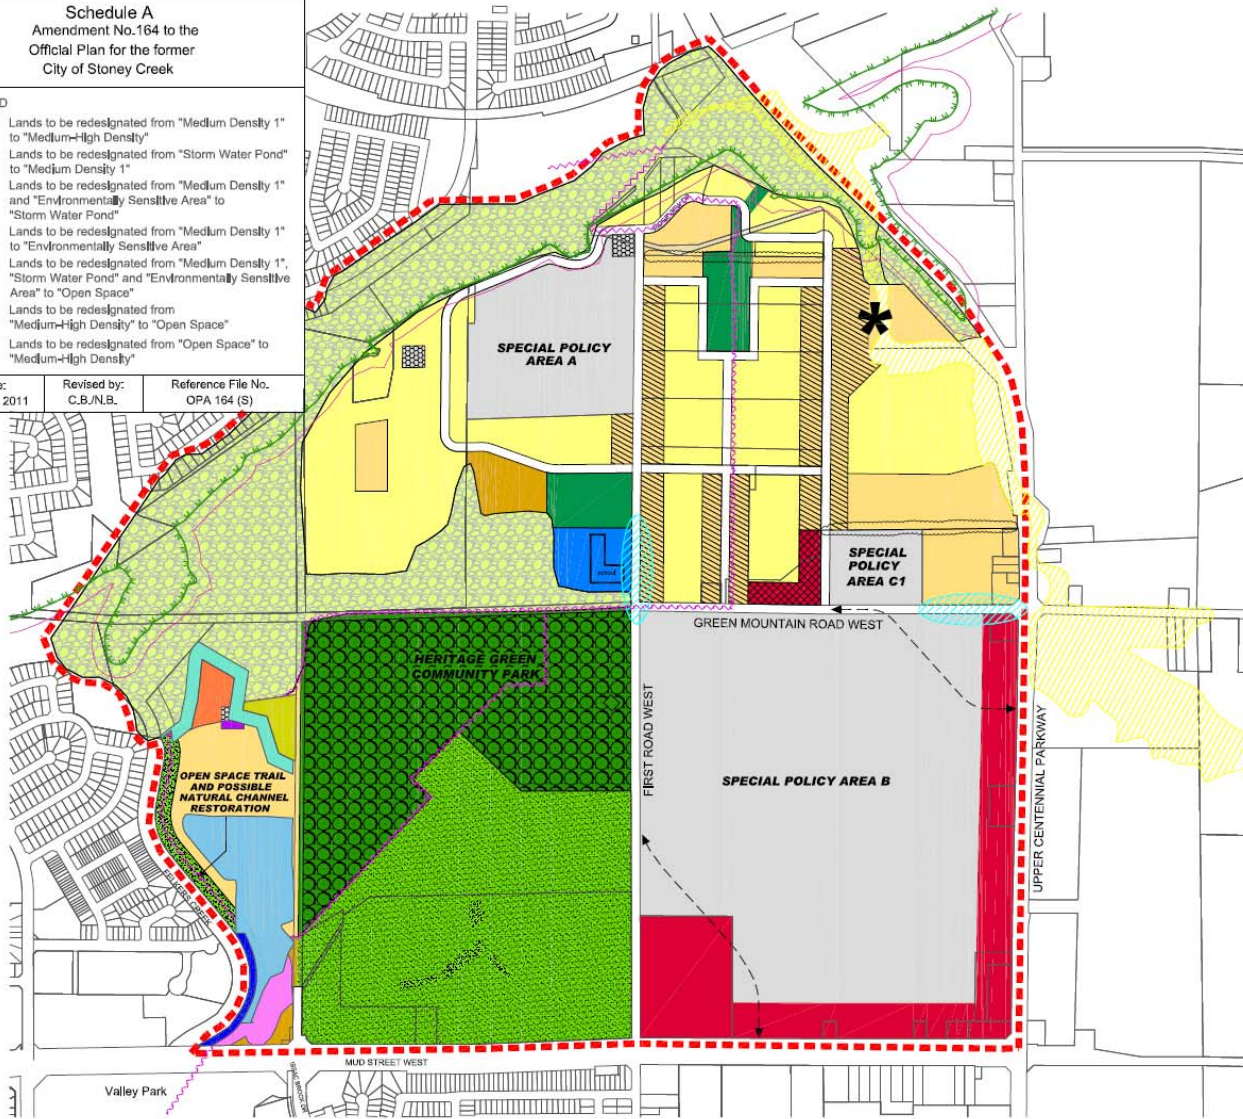 Schedule A
Amendment No.164 to the
Official Plan for the former
City of Stoney Creek
D
Lands to be redesignated from "Medium Density 1"
to "Medium-High Density"
Lands to be redesignated from "Storm Water Pond"
to "Medium Density 1"
Lands to be redesignated from "Medium Density 1"
and "Environmentally Sensitive Area" to
"Storm Water Pond"
Lands to be redesignated from "Medium Density 1"
to "Environmentally Sensitive Area"
Lands to be redesignated from "Medium Density 1",
"Storm Water Pond" and "Environmentally Sensitive
Area" to "Open Space"
Lands to be redesignated from
"Medium-High Density" to "Open Space"
Lands to be redesignated from "Open Space" to
"Medium-High Density"
e:
2011
Revised by:
C.B./N.B.
Reference File No.
OPA 164 (S)
SPECIAL POLICY
AREA A
*
SPECIAL
POLICY
AREA C1
school
GREEN MOUNTAIN ROAD WEST
HERITAGE GREEN
COMMUNITY PARK
FIRST ROAD WEST
UPPER CENTENNIAL PARKWAY
SPECIAL POLICY AREA B
OPEN SPACE TRAIL
AND POSSIBLE
NATURAL CHANNEL
RESTORATION
FELKERS CREEK
MUD STREET WEST
ISAAC BROCK DR
Valley Park